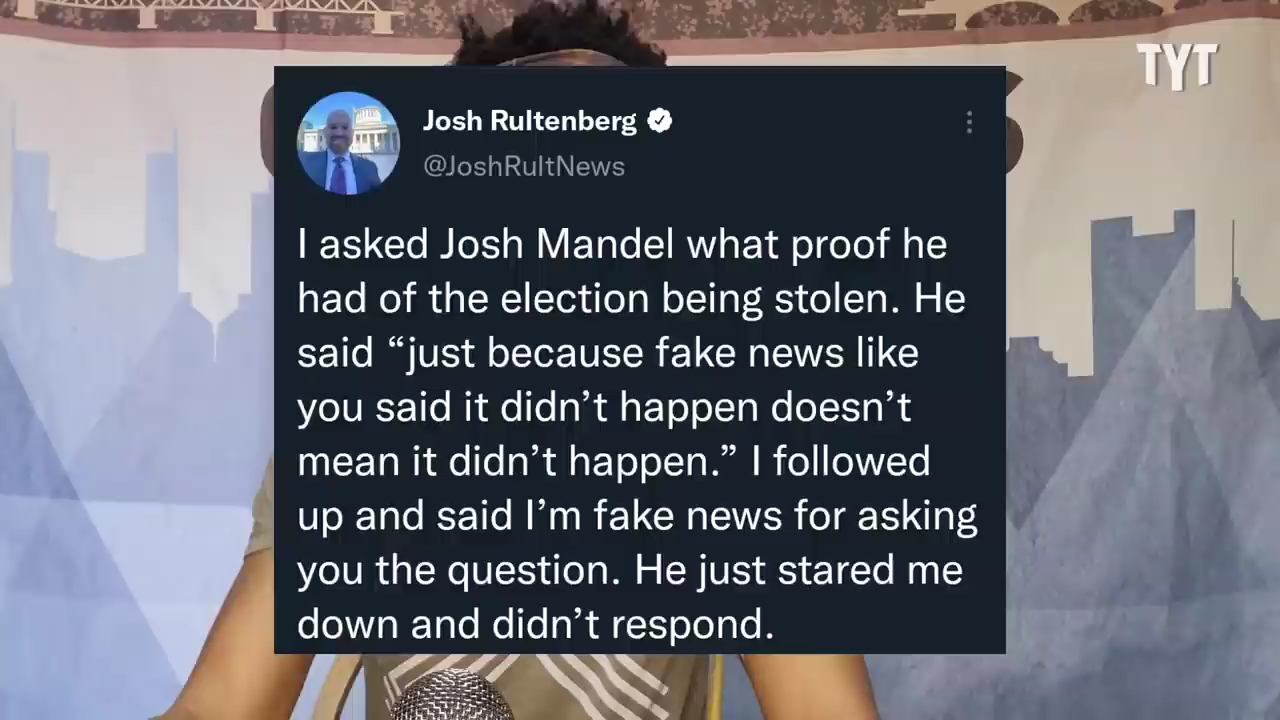 TYT
Josh Rultenberg
@JoshRultNews
I asked Josh Mandel what proof he
had of the election being stolen. He
said “just because fake news like
you said it didn’t happen doesn’t
mean it didn’t happen.” I followed
up and said I’m fake news for asking
you the question. He just stared me
down and didn’t respond.